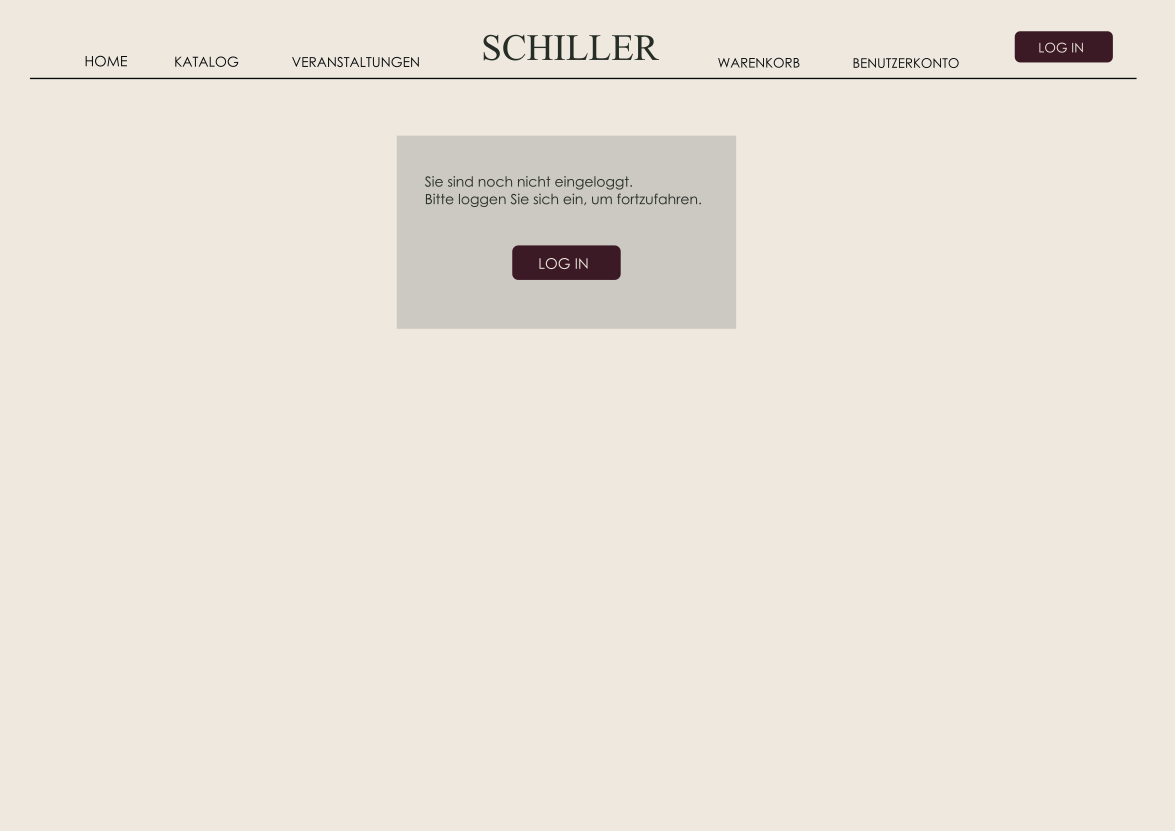 HOME
KATALOG
VERANSTALTUNGEN
SCHILLER
WARENKORB
BENUTZERKONTO
LOG IN
Sie sind noch nicht eingeloggt.
Bitte loggen Sie sich ein, um fortzufahren.
LOG IN